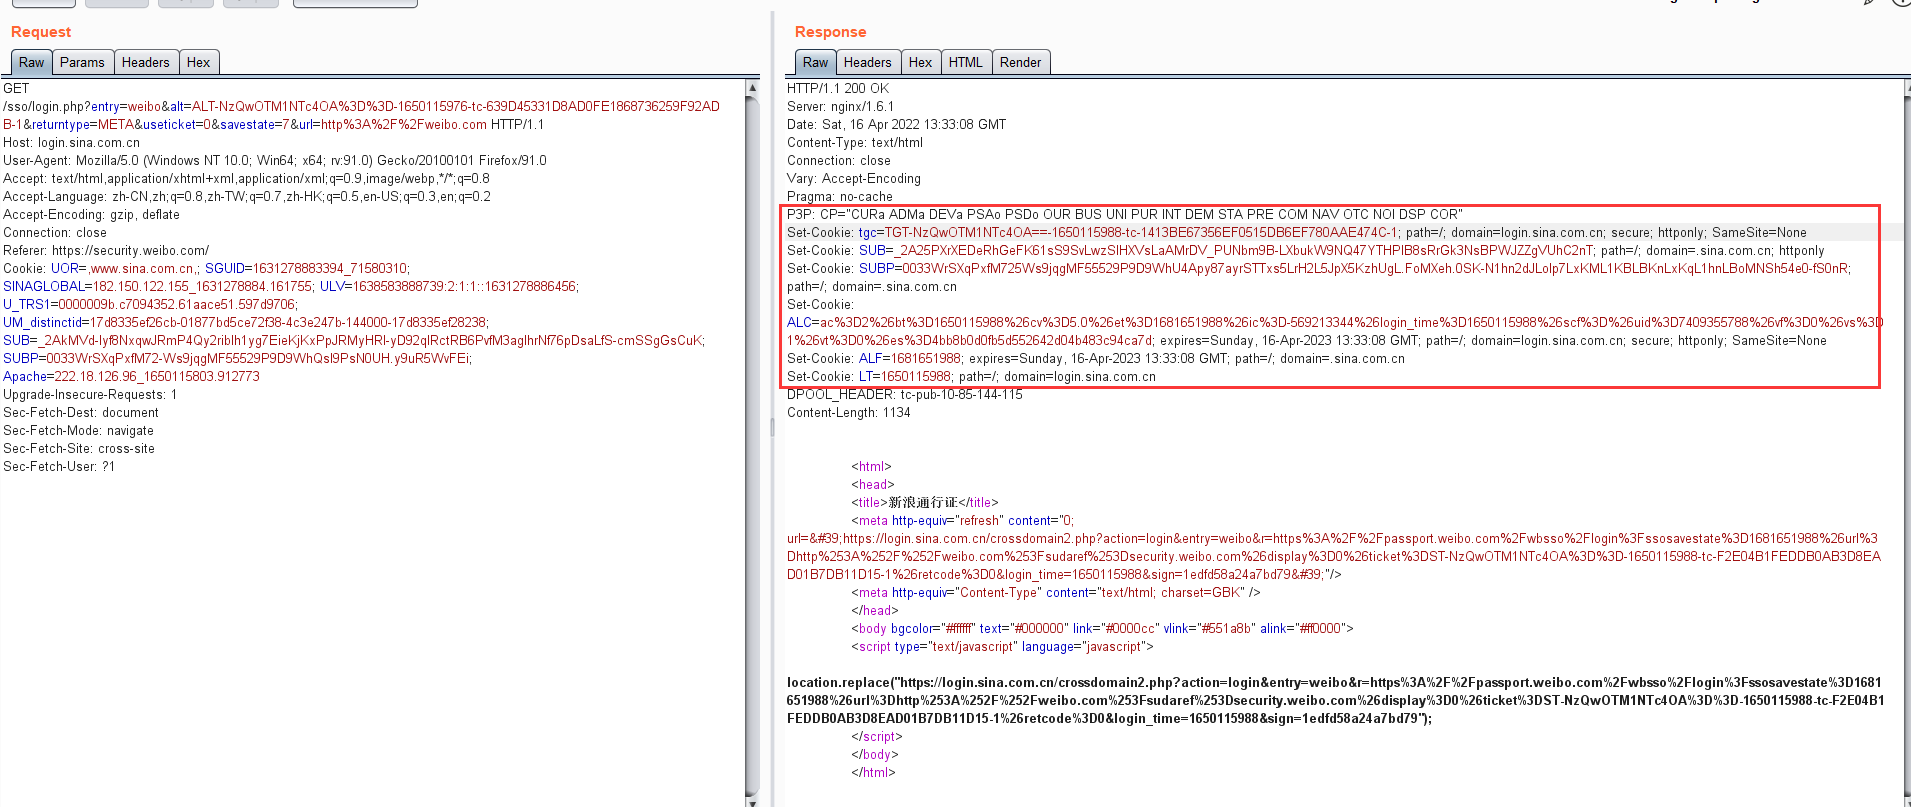 Request
Raw Params Headers Hex
GET
/sso/login.php?entry=weibo&alt=ALT-NzQwOTM1NTc4OA%3D%3D-1650115976-tc-639D45331D8AD0FE1868736259F92AD
B-1&returntype=META&useticket=0&savestate=7&url=http%3A%2F%2Fweibo.com HTTP/1.1
Host: login.sina.com.cn
User-Agent: Mozilla/5.0 (Windows NT 10.0; Win64; x64; rv:91.0) Gecko/20100101 Firefox/91.0
Accept: text/html,application/xhtml+xml,application/xml;q=0.9,image/webp,*/*;q=0.8
Accept-Language: zh-CN,zh;q=0.8,zh-TW;q=0.7,zh-HK;q=0.5,en-US;q=0.3,en;q=0.2
Accept-Encoding: gzip, deflate
Connection: close
Referer: https://security.weibo.com/
Cookie: UOR=,www.sina.com.cn,; SGUID=1631278883394_71580310;
SINAGLOBAL=182.150.122.155_1631278884.161755; ULV=1638583888739:2:1:1::1631278886456;
U_TRS1=0000009b.c7094352.61aace51.597d9706;
UM_distinctid=17d8335ef26cb-01877bd5ce72f38-4c3e247b-144000-17d8335ef28238;
SUB=_2AkMVd-Iyf8NxqwJRmP4Qy2riblh1yg7EieKjKxPpJRMyHRl-yD92qlRctRB6PvfM3aglhrNf76pDsaLfS-cmSSgGsCuK;
SUBP=0033WrSXqPxfM72-Ws9jqgMF55529P9D9WhQsI9PsN0UH.y9uR5WvFEi;
Apache=222.18.126.96_1650115803.912773
Upgrade-Insecure-Requests: 1
Sec-Fetch-Dest: document
Sec-Fetch-Mode: navigate
Sec-Fetch-Site: cross-site
Sec-Fetch-User: ?1
Response
Raw Headers Hex HTML Render
HTTP/1.1 200 OK
Server: nginx/1.6.1
Date: Sat, 16 Apr 2022 13:33:08 GMT
Content-Type: text/html
Connection: close
Vary: Accept-Encoding
Pragma: no-cache
P3P: CP="CURa ADMa DEVa PSAo PSDo OUR BUS UNI PUR INT DEM STA PRE COM NAV OTC NOI DSP COR"
Set-Cookie: tgc=TGT-NzQwOTM1NTc4OA==-1650115988-tc-1413BE67356EF0515DB6EF780AAE474C-1; path=/; domain=login.sina.com.cn; secure; httponly; SameSite=None
Set-Cookie: SUB=_2A25PXrXEDeRhGeFK61sS9SvLwzSIHXVsLaAMrDV_PUNbm9B-LXbukW9NQ47YTHPlB8sRrGk3NsBPWJZZgVUhC2nT; path=/; domain=.sina.com.cn; httponly
Set-Cookie: SUBP=0033WrSXqPxfM725Ws9jqgMF55529P9D9WhU4Apy87ayrSTTxs5LrH2L5JpX5KzhUgL.FoMXeh.0SK-N1hn2dJLoIp7LxKML1KBLBKnLxKqL1hnLBoMNSh54e0-fS0nR;
path=/; domain=.sina.com.cn
Set-Cookie:
ALC=ac%3D2%26bt%3D1650115988%26cv%3D5.0%26et%3D1681651988%26ic%3D-569213344%26login_time%3D1650115988%26scf%3D%26uid%3D7409355788%26vf%3D0%26vs%3D
1%26vt%3D0%26es%3D4bb8b0d0fb5d552642d04b483c94ca7d; expires=Sunday, 16-Apr-2023 13:33:08 GMT; path=/; domain=login.sina.com.cn; secure; httponly; SameSite=None
Set-Cookie: ALF=1681651988; expires=Sunday, 16-Apr-2023 13:33:08 GMT; path=/; domain=.sina.com.cn
Set-Cookie: LT=1650115988; path=/; domain=login.sina.com.cn
DPOOL_HEADER: tc-pub-10-85-144-115
Content-Length: 1134
<html>
<head>
<title>新浪通行证</title>
<meta http-equiv="refresh" content="0;
url=&#39;https://login.sina.com.cn/crossdomain2.php?action=login&entry=weibo&r=https%3A%2F%2Fpassport.weibo.com%2Fwbsso%2Flogin%3Fssosavestate%3D1681651988%26url%3
Dhttp%253A%252F%252Fweibo.com%253Fsudaref%253Dsecurity.weibo.com%26display%3D0%26ticket%3DST-NzQwOTM1NTc4OA%3D%3D-1650115988-tc-F2E04B1FEDDB0AB3D8EA
D01B7DB11D15-1%26retcode%3D0&login_time=1650115988&sign=1edfd58a24a7bd79&#39;"/>
<meta http-equiv="Content-Type" content="text/html; charset=GBK" />
</head>
<body bgcolor="#ffffff" text="#000000" link="#0000cc" vlink="#551a8b" alink="#ff0000">
<script type="text/javascript" language="javascript">
location.replace("https://login.sina.com.cn/crossdomain2.php?action=login&entry=weibo&r=https%3A%2F%2Fpassport.weibo.com%2Fwbsso%2Flogin%3Fssosavestate%3D1681
651988%26url%3Dhttp%253A%252F%252Fweibo.com%253Fsudaref%253Dsecurity.weibo.com%26display%3D0%26ticket%3DST-NzQwOTM1NTc4OA%3D%3D-1650115988-tc-F2E04B1
FEDDB0AB3D8EAD01B7DB11D15-1%26retcode%3D0&login_time=1650115988&sign=1edfd58a24a7bd79");
</script>
</body>
</html>